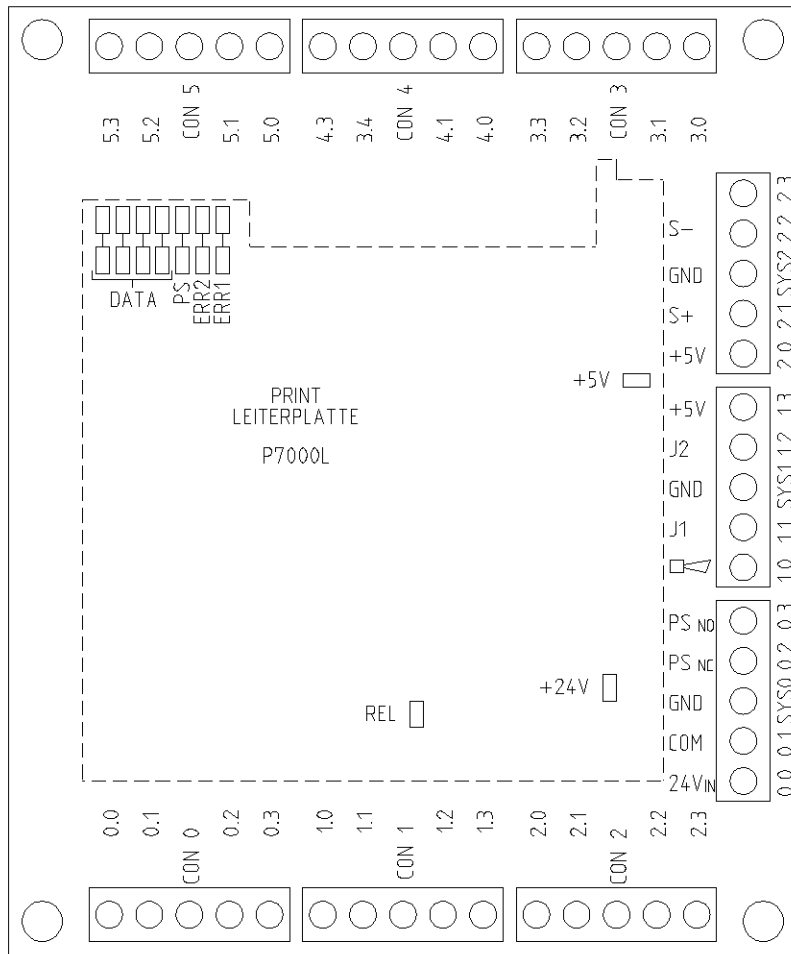 5.3 5.2 CON 5 5.1 5.0
4.3 3.4 CON 4 4.1 4.0
3.3 3.2 CON 3 3.1 3.0
DATA PS ERR2 ERR1
PRINT
LEITERPLATTE
P7000L
+5V
+24V
REL
S-
GND
S+
+5V
20 21 SYS2 22 23
+5V
J2
GND
J1
10 11 SYS1 12 13
PS NO
PS NC
GND
COM
24VIN
00 01 SYS0 02 03
0.0 0.1 CON 0 0.2 0.3
1.0 1.1 CON 1 1.2 1.3
2.0 2.1 CON 2 2.2 2.3